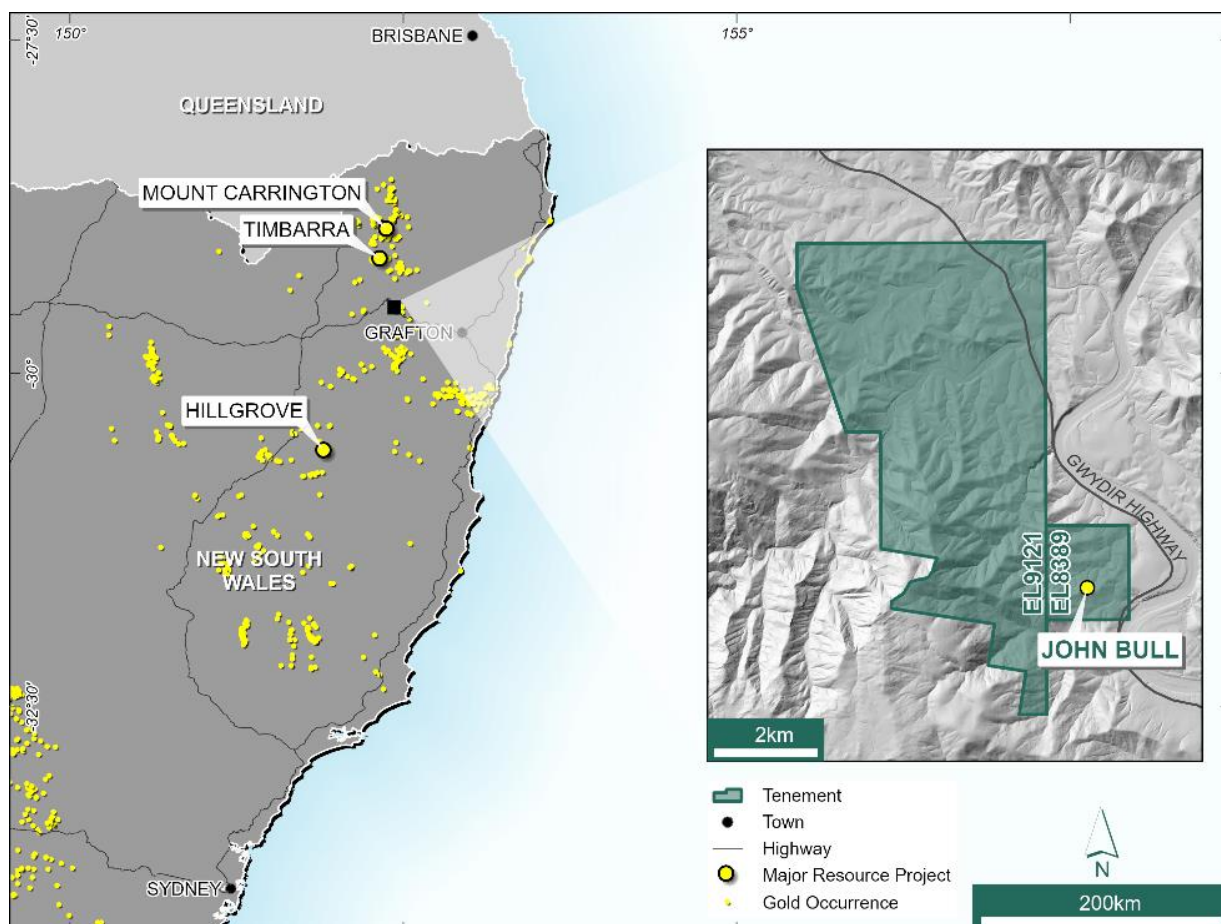 150°
155°
-27°30'
BRISBANE
QUEENSLAND
MOUNT CARRINGTON
TIMBARRA
GRAFTON
-30°
HILLGROVE
NEW SOUTH
WALES
-32°30'
SYDNEY
GWYDIR HIGHWAY
EL9121
EL8389
JOHN BULL
2km
Tenement
Town
Highway
Major Resource Project
Gold Occurrence
N
200km